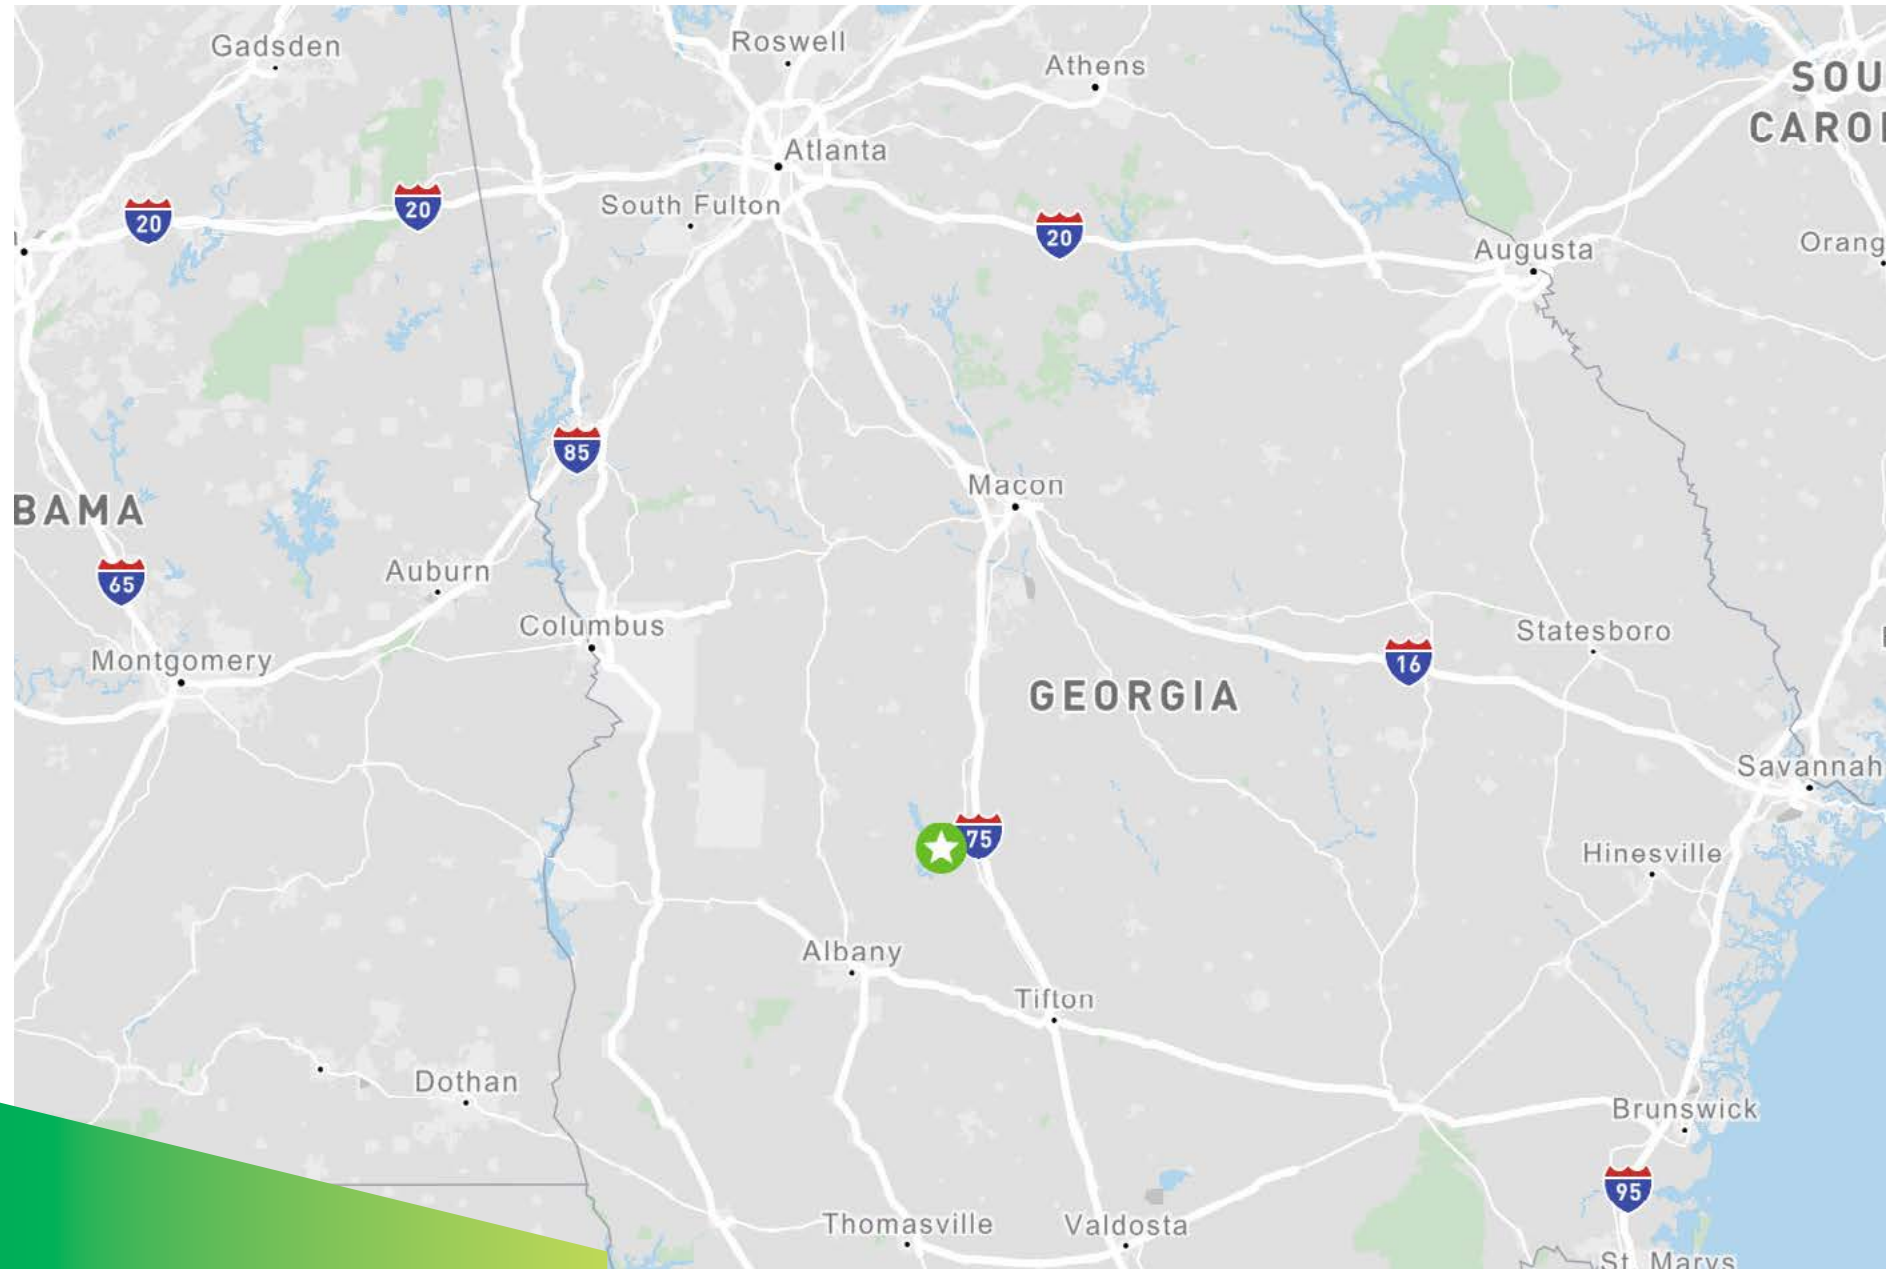 Gadsden
Roswell
Athens
SOU
CAROI
Atlanta
20
20
South Fulton
20
Augusta
Orang
85
Macon
BAMA
65
Auburn
Columbus
Statesboro
Montgomery
16
GEORGIA
Savannah
75
Hinesville
Albany
Tifton
Dothan
Brunswick
95
Thomasville
Valdosta
St. Marys